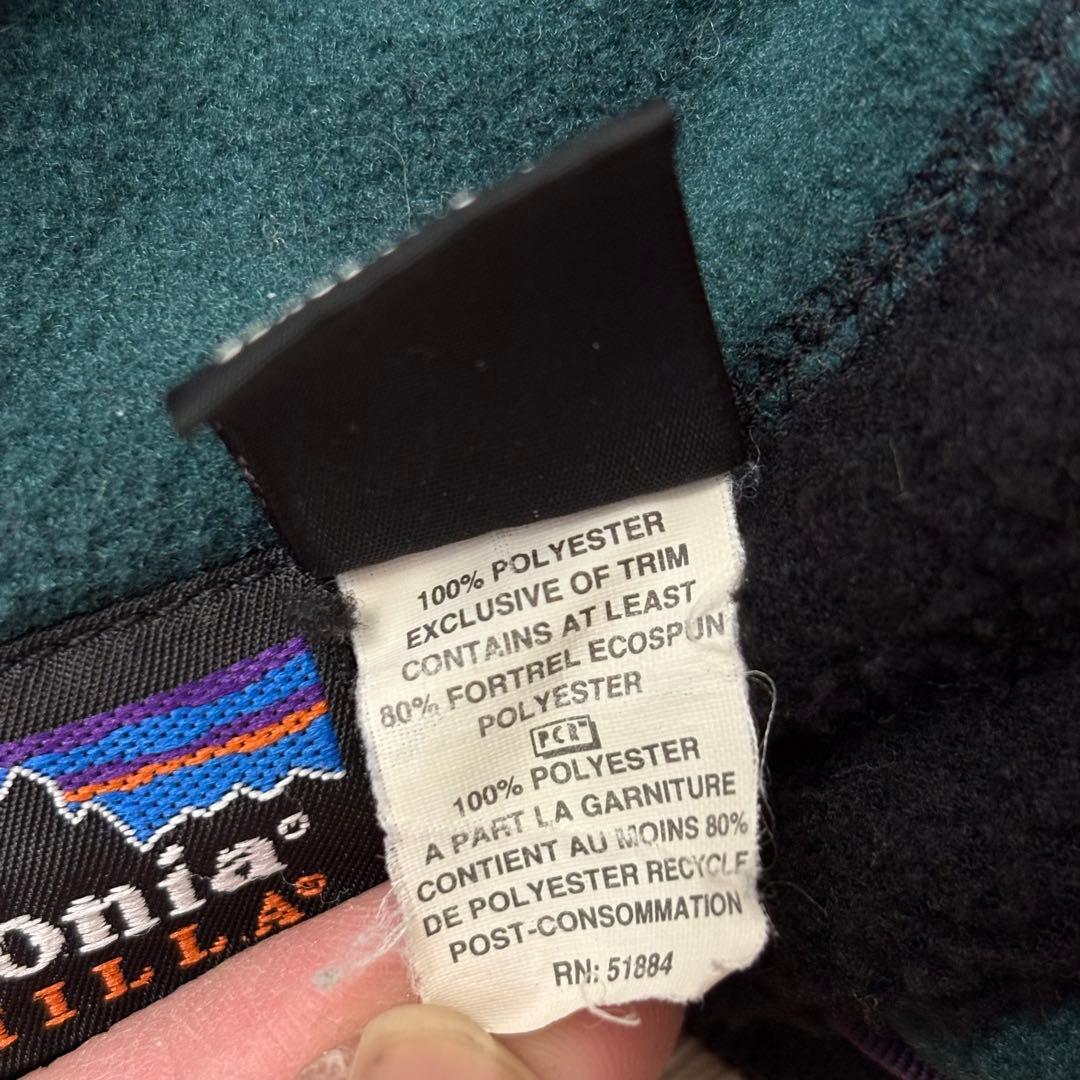 100% POLYESTER
EXCLUSIVE OF TRIM
CONTAINS AT LEAST
80% FORTREL ECOSPUN
POLYESTER
PCR™
100% POLYESTER
A PART LA GARNITURE
CONTIENT AU MOINS 80%
DE POLYESTER RECYCLE
POST-CONSOMMATION
RN: 51884
onia®
ILLA®